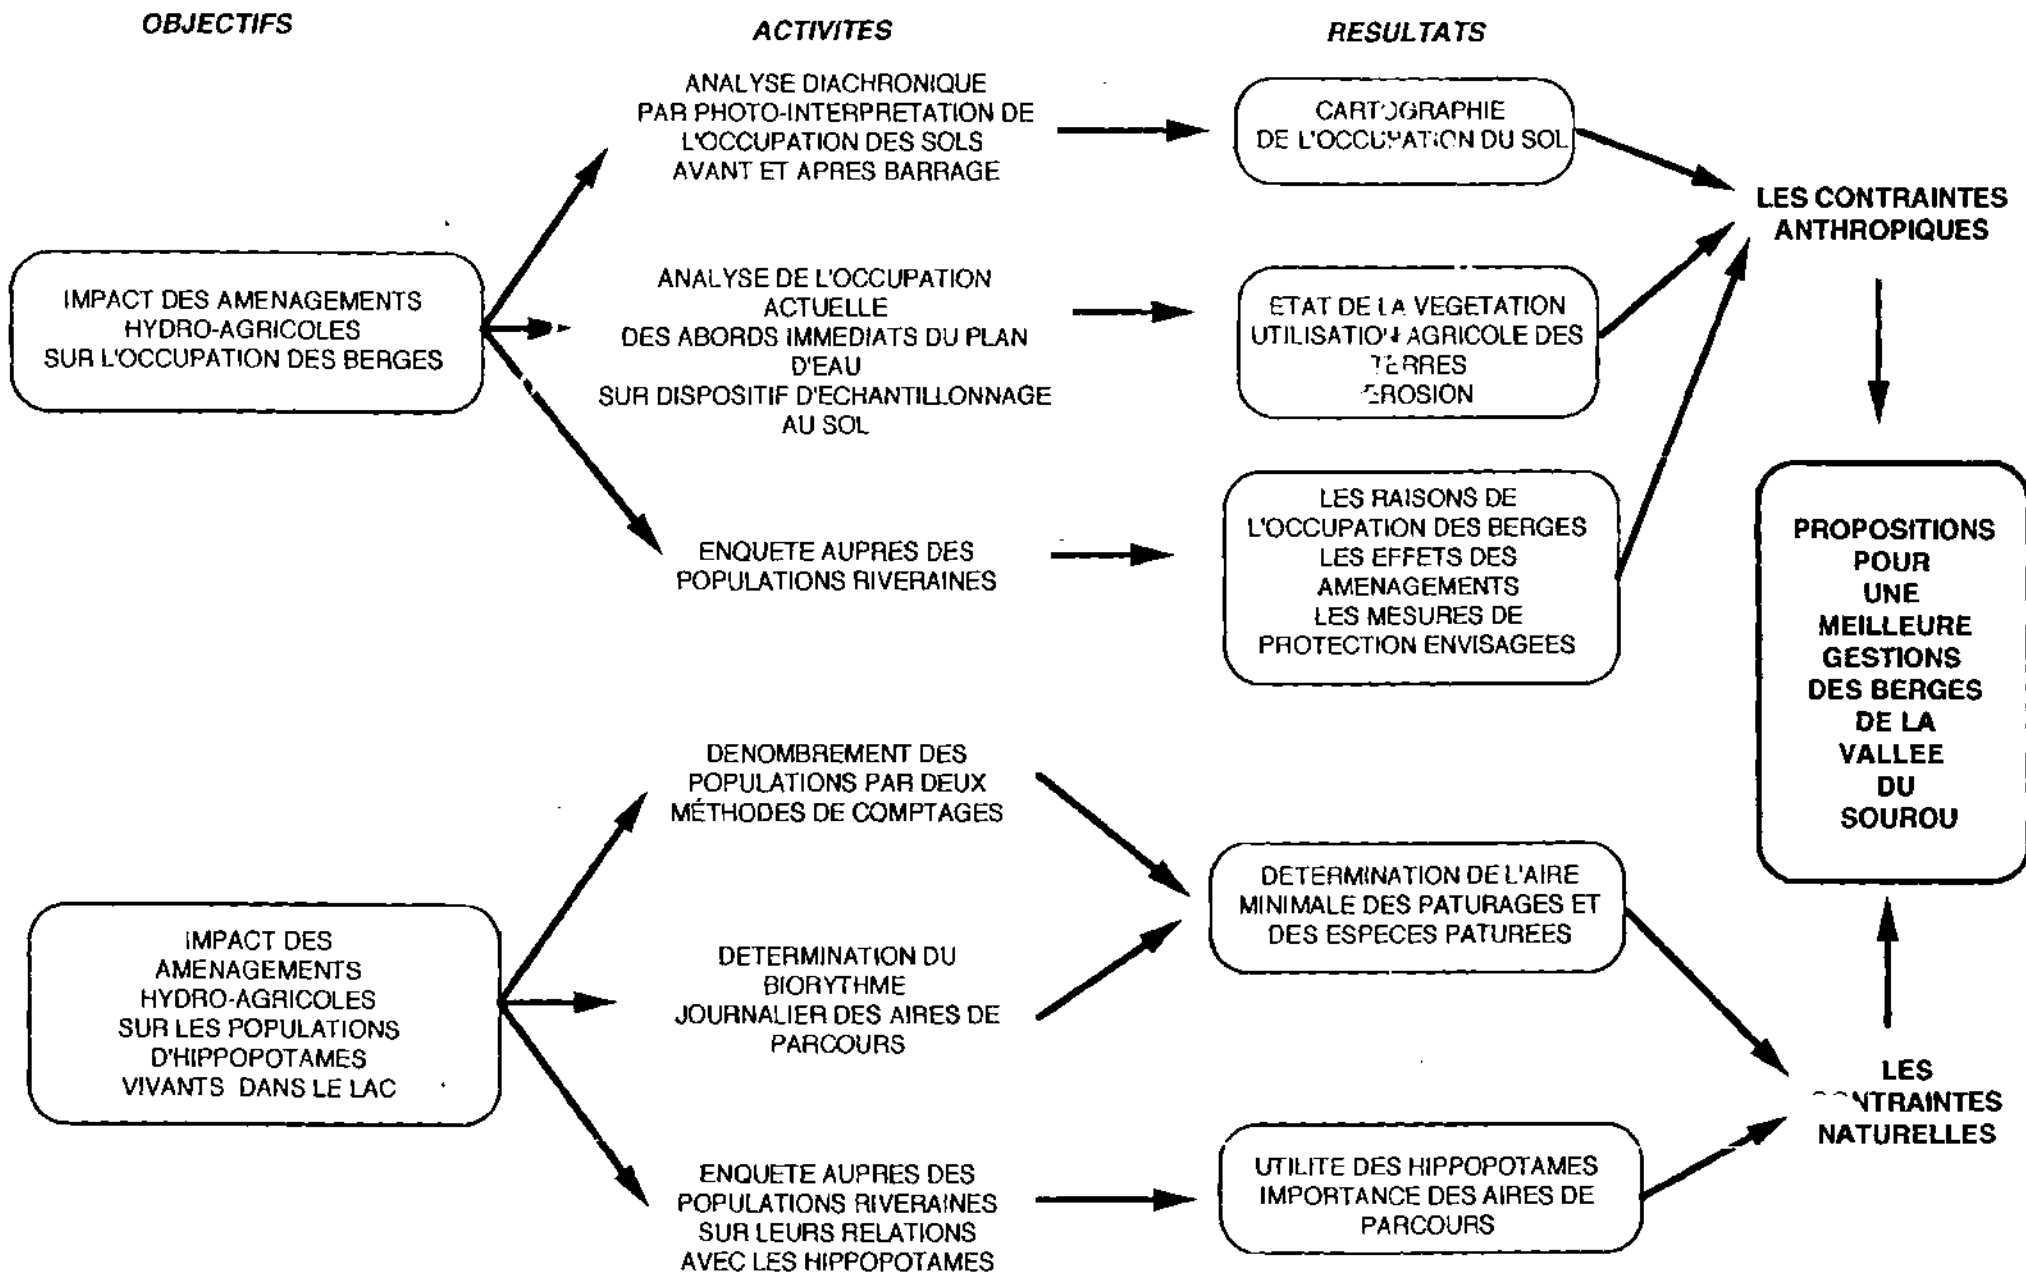 OBJECTIFS
ACTIVITES
RESULTATS
IMPACT DES AMENAGEMENTS
HYDRO-AGRICOLES
SUR L'OCCUPATION DES BERGES
ANALYSE DIACHRONIQUE
PAR PHOTO-INTERPRETATION DE
L'OCCUPATION DES SOLS
AVANT ET APRES BARRAGE
CARTOGRAPHIE
DE L'OCCUPATION DU SOL
ANALYSE DE L'OCCUPATION
ACTUELLE
DES ABORDS IMMEDIATS DU PLAN
D'EAU
SUR DISPOSITIF D'ECHANTILLONNAGE
AU SOL
ETAT DE LA VEGETATION
UTILISATION AGRICOLE DES
TERRES
EROSION
ENQUETE AUPRES DES
POPULATIONS RIVERAINES
LES RAISONS DE
L'OCCUPATION DES BERGES
LES EFFETS DES
AMENAGEMENTS
LES MESURES DE
PROTECTION ENVISAGEES
LES CONTRAINTES
ANTHROPIQUES
PROPOSITIONS
POUR
UNE
MEILLEURE
GESTIONS
DES BERGES
DE LA
VALLEE
DU
SOUROU
IMPACT DES
AMENAGEMENTS
HYDRO-AGRICOLES
SUR LES POPULATIONS
D'HIPPOPOTAMES
VIVANTS DANS LE LAC
DENOMBREMENT DES
POPULATIONS PAR DEUX
MÉTHODES DE COMPTAGES
DETERMINATION DU
BIORYTHME
JOURNALIER DES AIRES DE
PARCOURS
DETERMINATION DE L'AIRE
MINIMALE DES PATURAGES ET
DES ESPECES PATUREES
ENQUETE AUPRES DES
POPULATIONS RIVERAINES
SUR LEURS RELATIONS
AVEC LES HIPPOPOTAMES
UTILITE DES HIPPOPOTAMES
IMPORTANCE DES AIRES DE
PARCOURS
LES
CONTRAINTES
NATURELLES